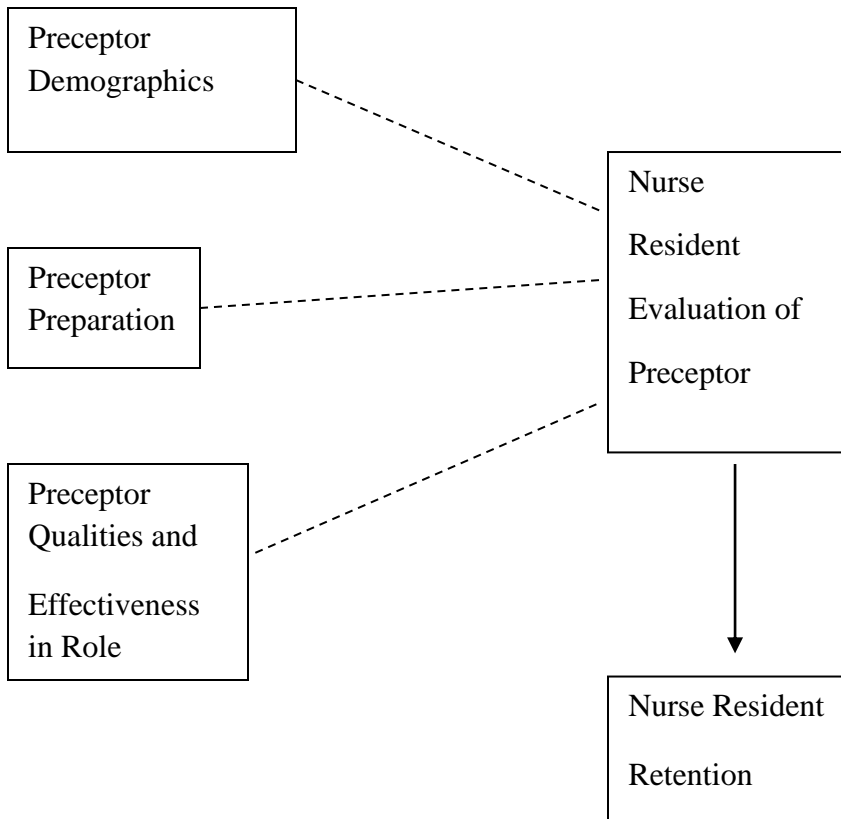 Preceptor
Demographics
Nurse
Resident
Evaluation of
Preceptor
Preceptor
Preparation
Preceptor
Qualities and
Effectiveness
in Role
Nurse Resident
Retention